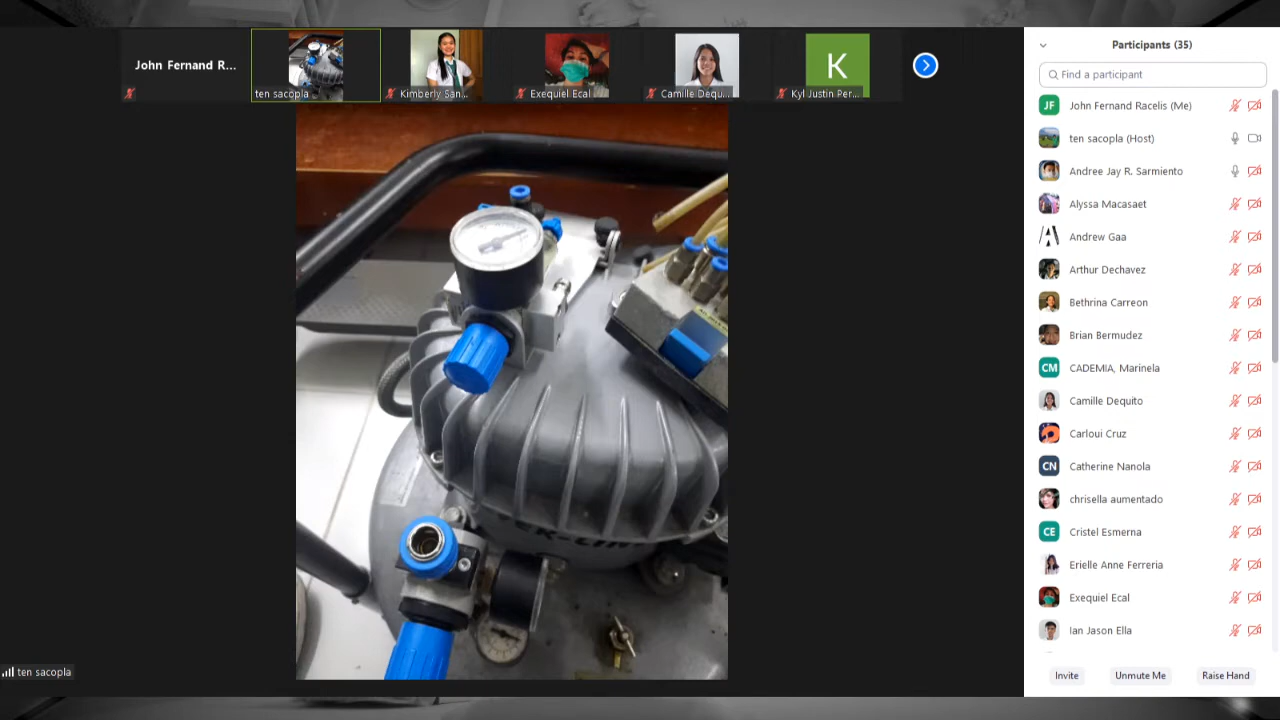 John Fernand R...
ten sacopla
Kimberly San...
Exequiel Ecal
Camille Dequ...
K
Kyl Justin Per...
ten sacopla
Participants (35)
Find a participant
JF John Fernand Racelis (Me)
ten sacopla (Host)
Andree Jay R. Sarmiento
Alyssa Macasaet
Andrew Gaa
Arthur Dechavez
Bethrina Carreon
Brian Bermudez
CM CADEMIA, Marinela
Camille Dequito
Carloui Cruz
CN Catherine Nanola
chrisella aumentado
CE Cristel Esmerna
Erielle Anne Ferreria
Exequiel Ecal
Ian Jason Ella
Invite
Unmute Me
Raise Hand